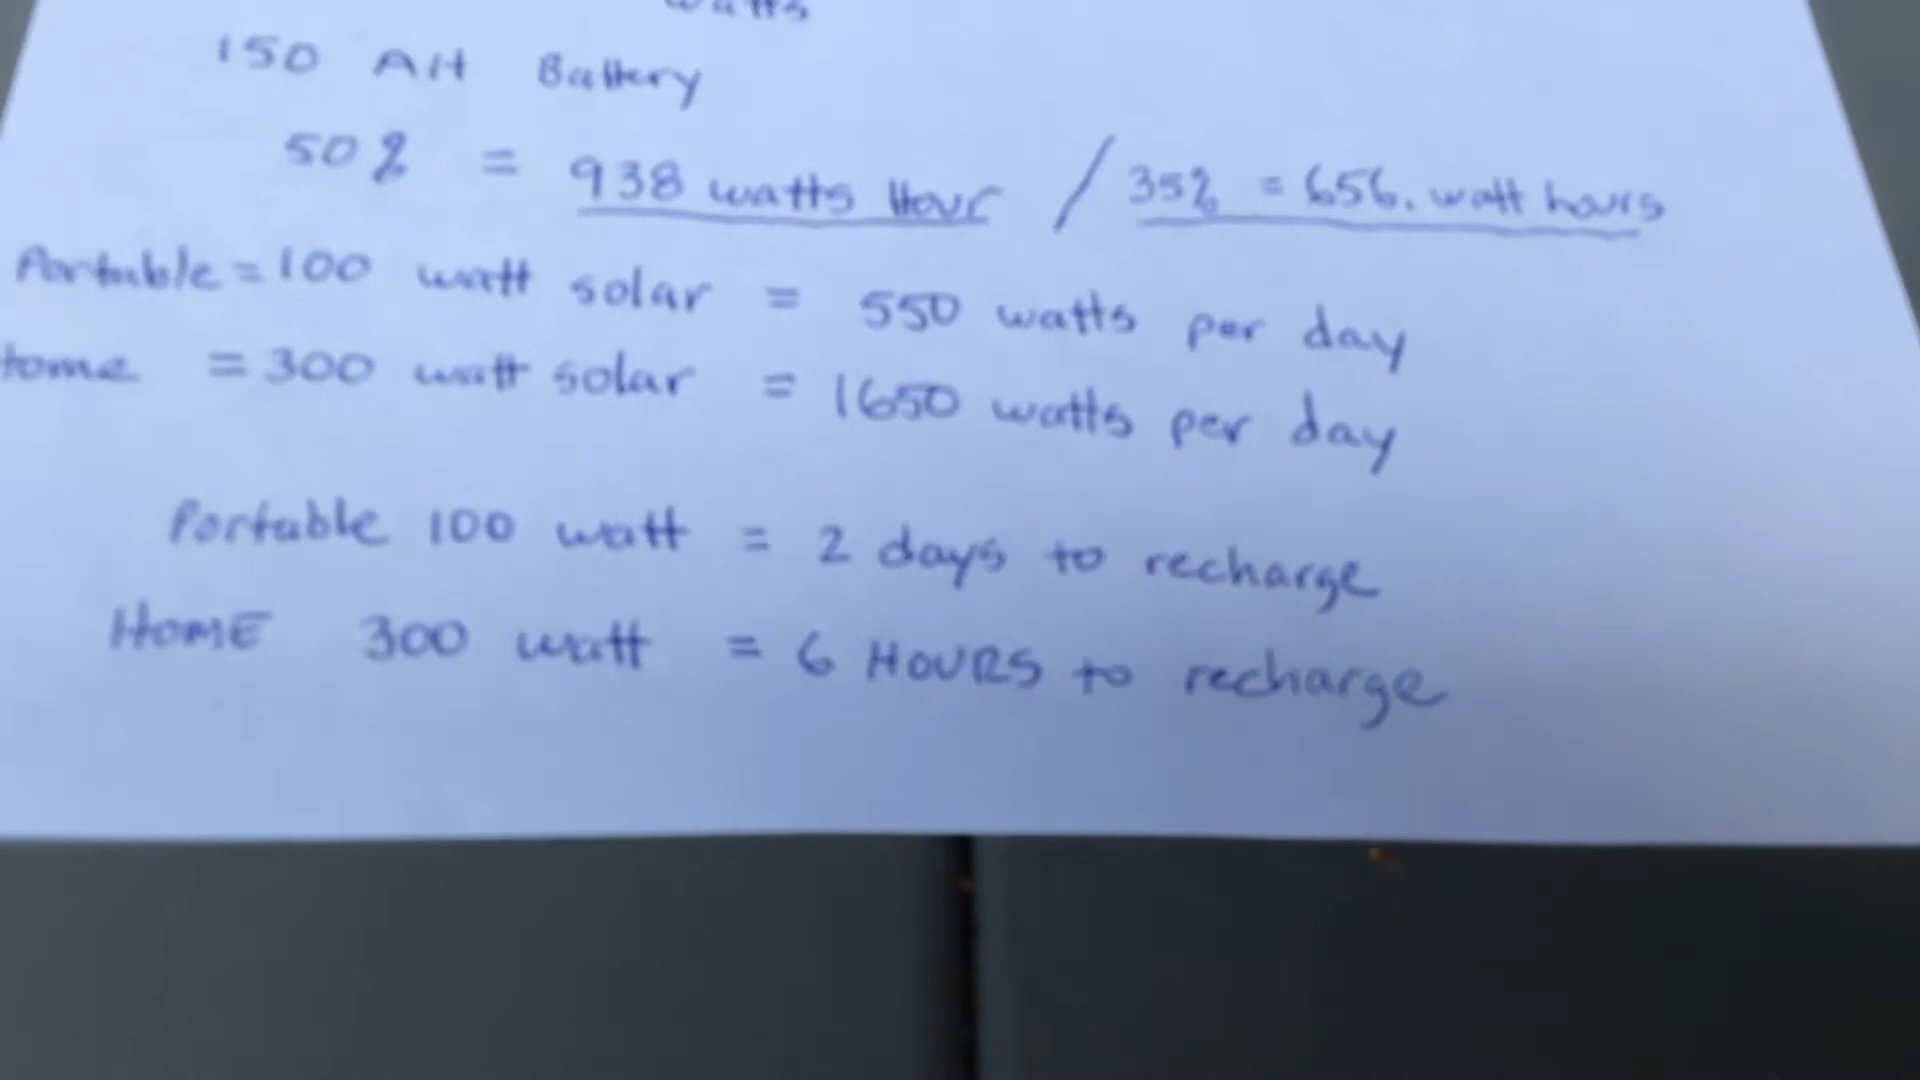 watts
150 AH Battery
50% = 938 watts Hour / 35% = 656. watt hours
Portable = 100 watt solar = 550 watts per day
Home = 300 watt solar = 1650 watts per day
Portable 100 watt = 2 days to recharge
HOME 300 watt = 6 HOURS to recharge